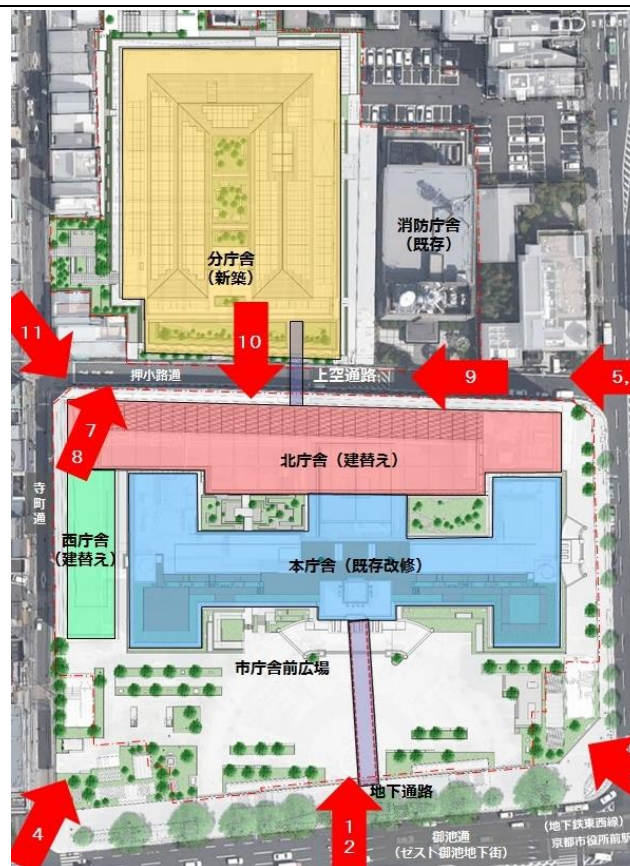 分庁舎
（新築）
消防庁舎
（既存）
11
10
押小路通
上空通路
9
5,
7
8
北庁舎（建替え）
寺町通
西庁舎
（建替え）
本庁舎（既存改修）
市庁舎前広場
地下通路
4
1
2
御池通
（ゼスト御池地下街）
（地下鉄東西線）
京都市役所前駅